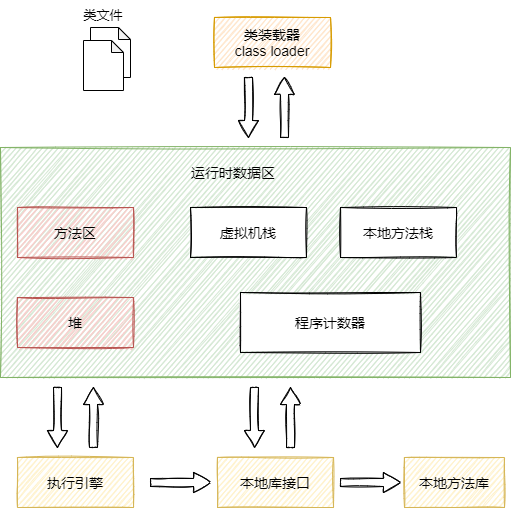 类文件
类装载器
class loader
运行时数据区
方法区
虚拟机栈
本地方法栈
堆
程序计数器
执行引擎
本地库接口
本地方法库